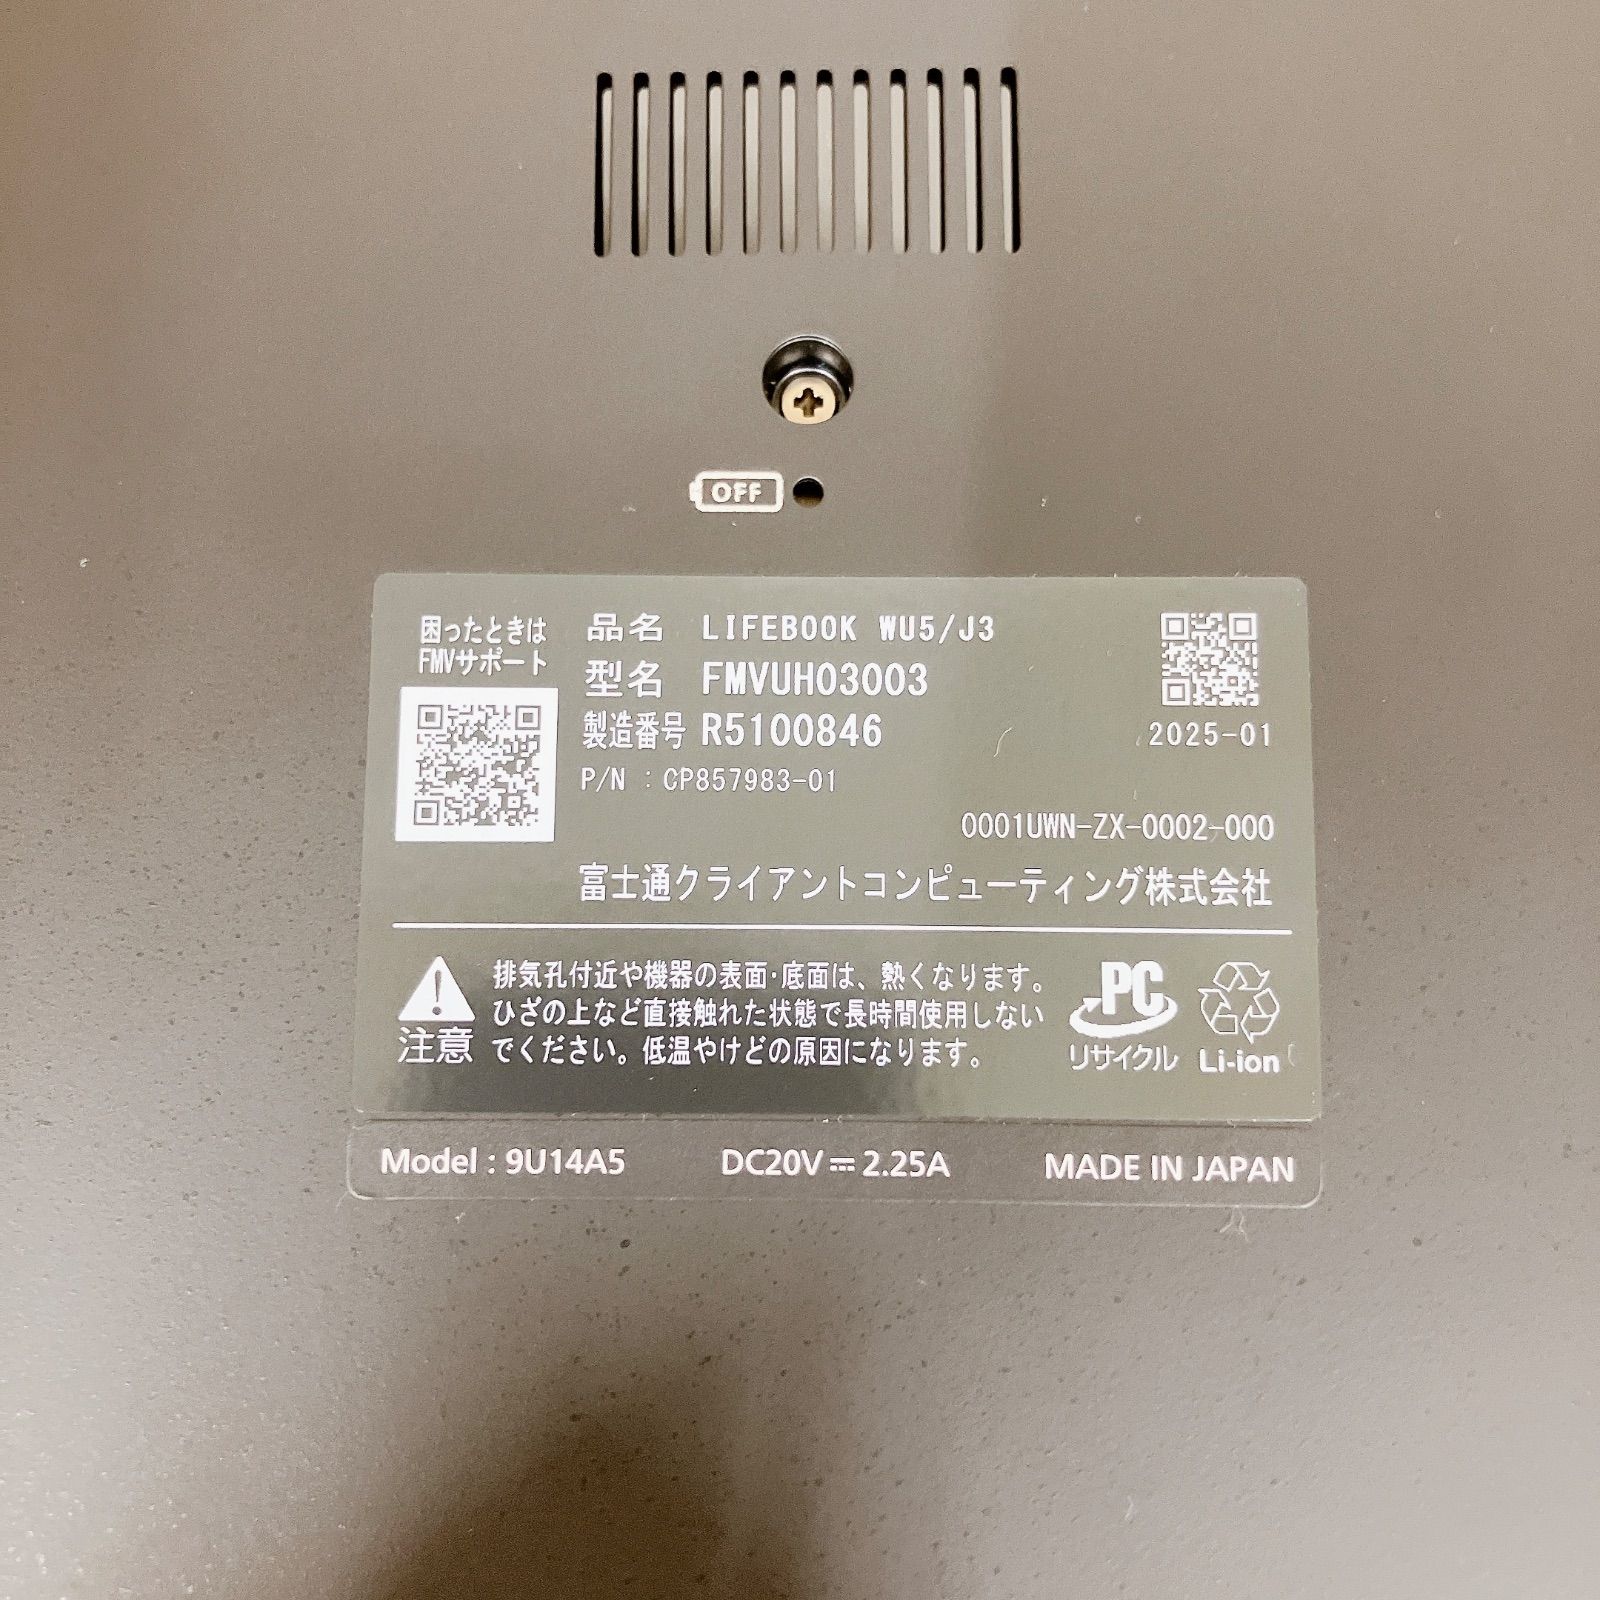 OFF
困ったときは
FMVサポート
品名 LIFEBOOK WU5/J3
型名 FMVUH03003
製造番号 R5100846
P/N : CP857983-01
2025-01
0001UWN-ZX-0002-000
富士通クライアントコンピューティング株式会社
注意
排気孔付近や機器の表面・底面は、熱くなります。
ひざの上など直接触れた状態で長時間使用しない
でください。低温やけどの原因になります。
PC
リサイクル
Li-ion
Model : 9U14A5 DC20V ⎓ 2.25A MADE IN JAPAN